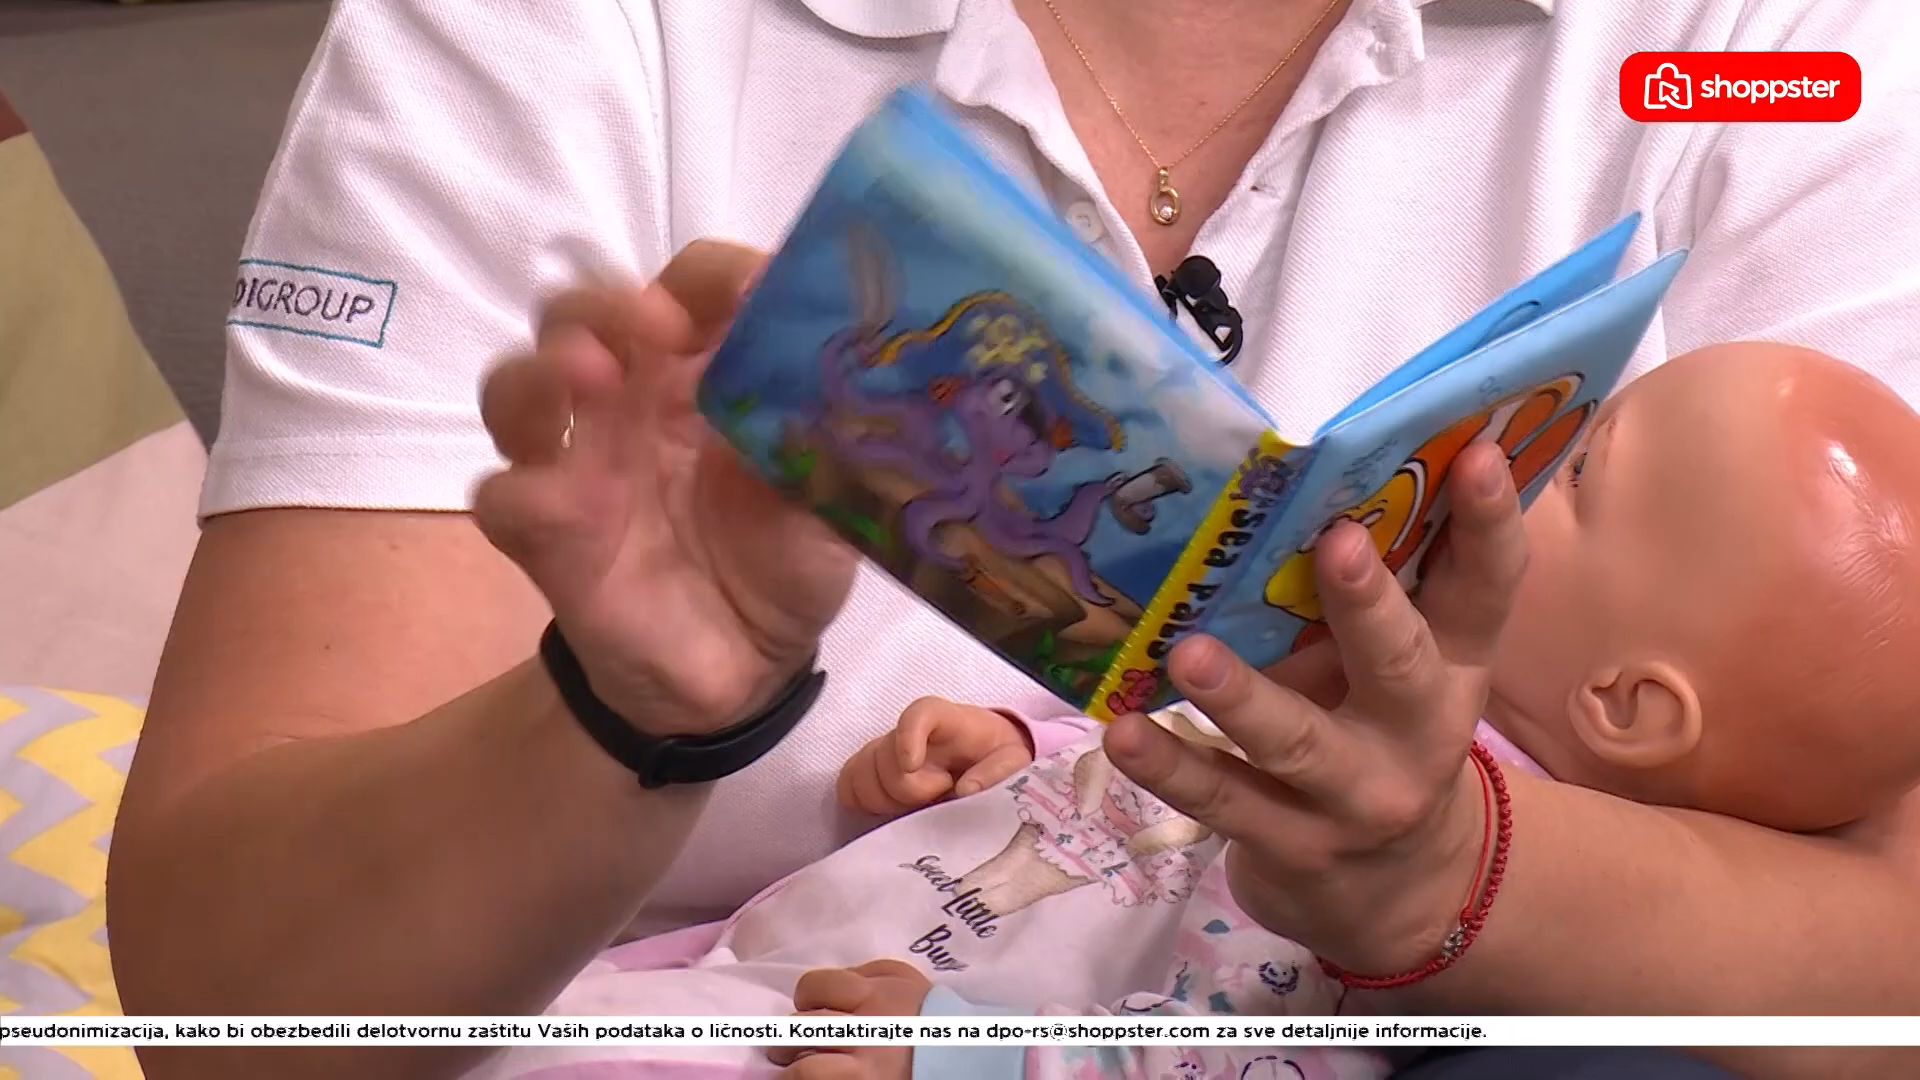 shoppster
DIGROUP
sea pals
Sweet Little
pseudonimizacija, kako bi obezbedili delotvornu zaštitu Vaših podataka o ličnosti. Kontaktirajte nas na dpo-rs@shoppster.com za sve detaljnije informacije.